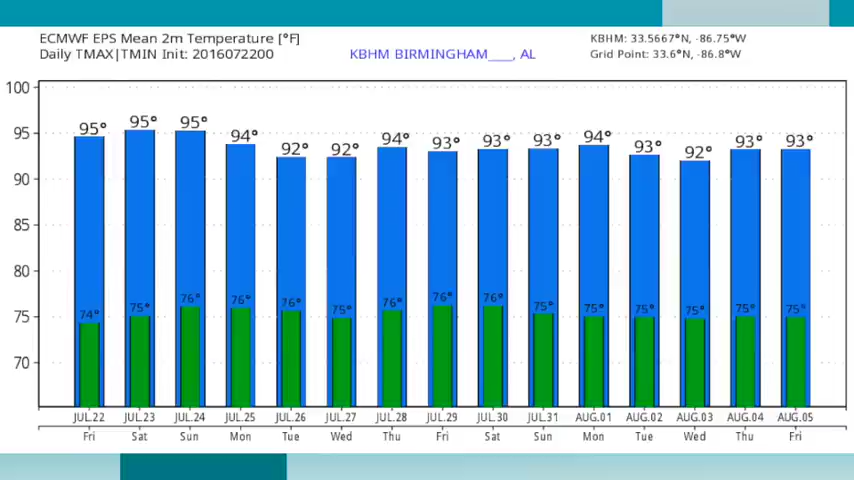 ECMWF EPS Mean 2m Temperature [°F]
Daily TMAX|TMIN Init: 2016072200
KBHM BIRMINGHAM____, AL
KBHM: 33.5667°N, -86.75°W
Grid Point: 33.6°N, -86.8°W
100
95
90
85
80
75
70
95° 95° 95° 94° 92° 92° 94° 93° 93° 93° 94° 93° 92° 93° 93°
74° 75° 76° 76° 76° 75° 76° 76° 76° 75° 75° 75° 75° 75° 75°
JUL.22 JUL.23 JUL.24 JUL.25 JUL.26 JUL.27 JUL.28 JUL.29 JUL.30 JUL.31 AUG.01 AUG.02 AUG.03 AUG.04 AUG.05
Fri Sat Sun Mon Tue Wed Thu Fri Sat Sun Mon Tue Wed Thu Fri